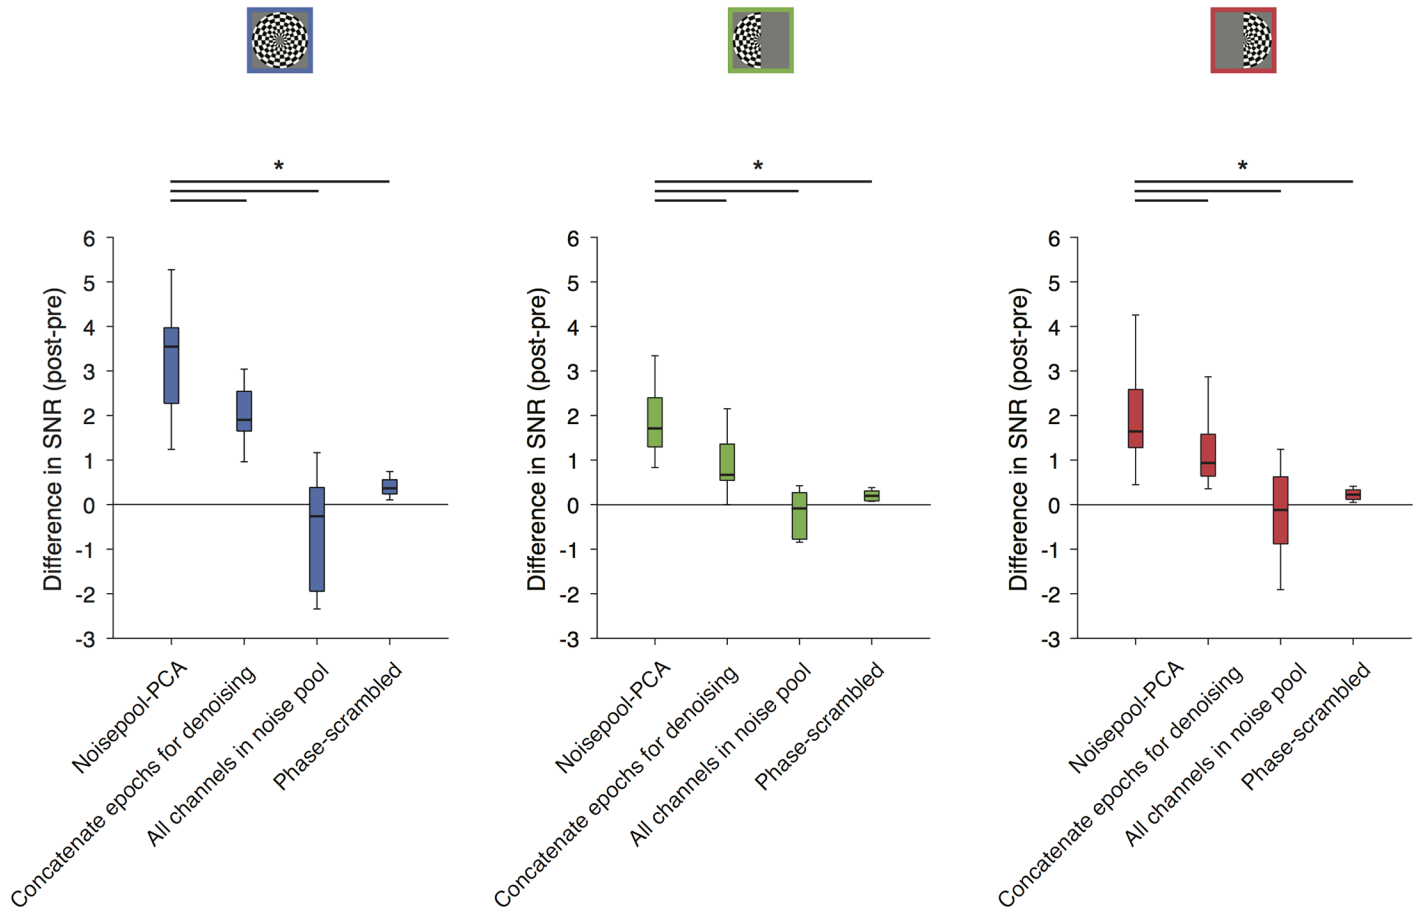 *
*
*
Difference in SNR (post-pre)
6
5
4
3
2
1
0
-1
-2
-3
Noisepool-PCA
Concatenate epochs for denoising
All channels in noise pool
Phase-scrambled
Difference in SNR (post-pre)
6
5
4
3
2
1
0
-1
-2
-3
Noisepool-PCA
Concatenate epochs for denoising
All channels in noise pool
Phase-scrambled
Difference in SNR (post-pre)
6
5
4
3
2
1
0
-1
-2
-3
Noisepool-PCA
Concatenate epochs for denoising
All channels in noise pool
Phase-scrambled